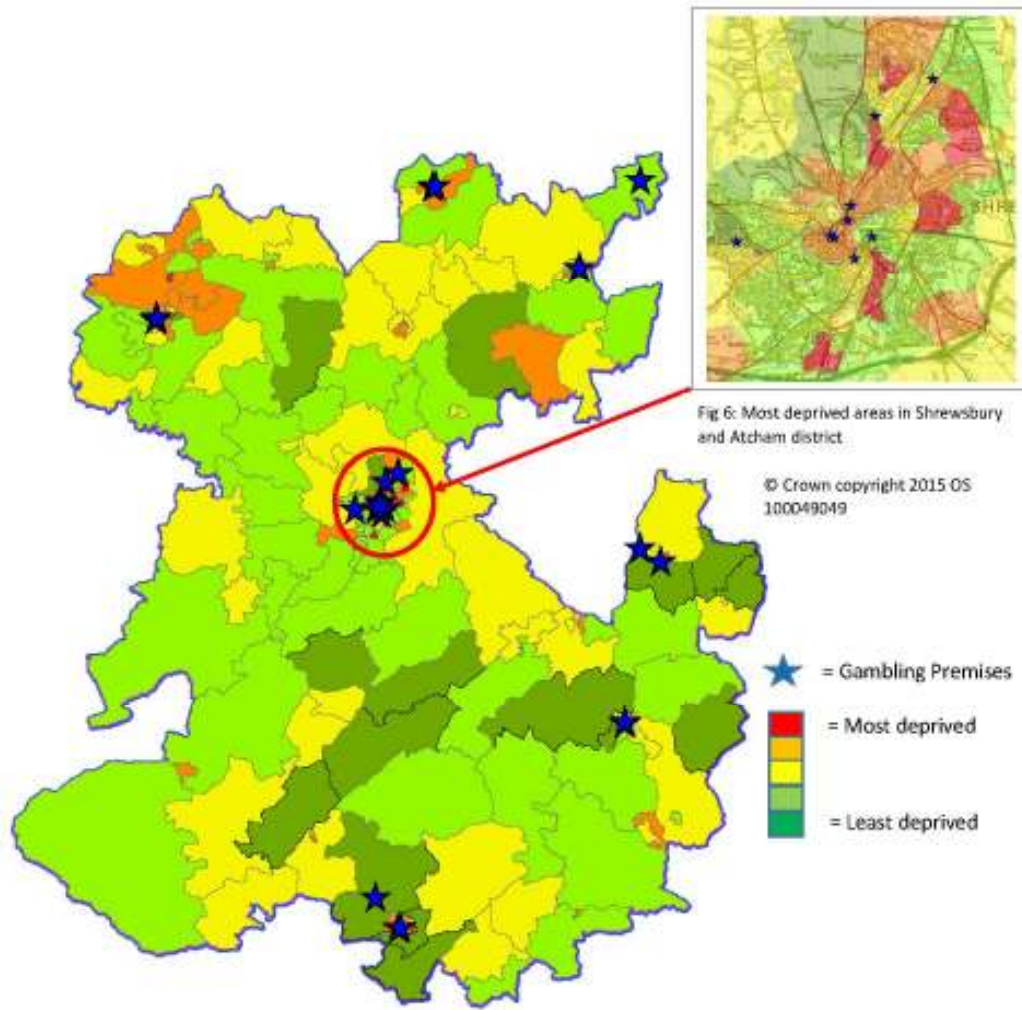 SHRE
Fig 6: Most deprived areas in Shrewsbury
and Atcham district
© Crown copyright 2015 OS
100049049
= Gambling Premises
= Most deprived
= Least deprived